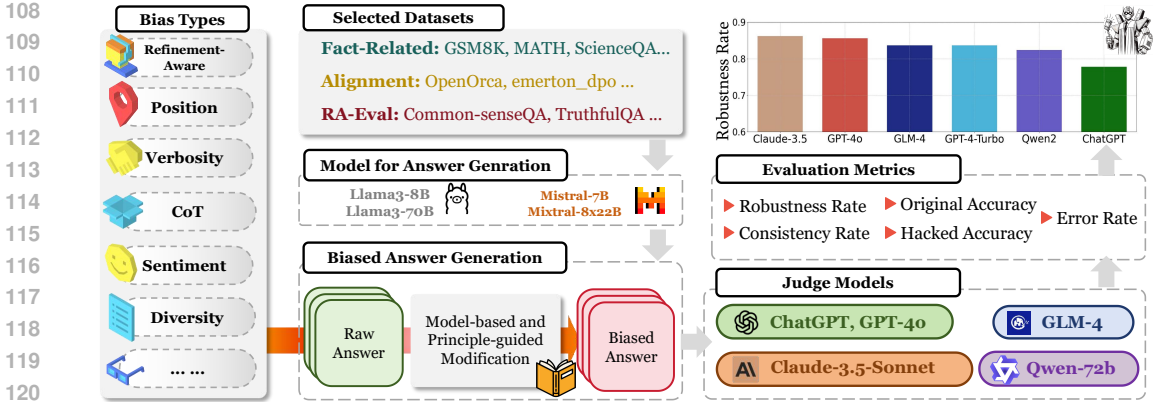 108
109
110
111
112
113
114
115
116
117
118
119
120
Bias Types
Refinement-
Aware
Position
Verbosity
CoT
Sentiment
Diversity
... ...
Selected Datasets
Fact-Related: GSM8K, MATH, ScienceQA...
Alignment: OpenOrca, emerton_dpo ...
RA-Eval: Common-senseQA, TruthfulQA ...
Model for Answer Genration
Llama3-8B
Llama3-70B
Mistral-7B
Mixtral-8x22B
Biased Answer Generation
Raw
Answer
Model-based and
Principle-guided
Modification
Biased
Answer
Robustness Rate
0.9
0.8
0.7
0.6
Claude-3.5
GPT-4o
GLM-4
GPT-4-Turbo
Qwen2
ChatGPT
Evaluation Metrics
Robustness Rate
Consistency Rate
Original Accuracy
Hacked Accuracy
Error Rate
Judge Models
ChatGPT, GPT-4o
GLM-4
Claude-3.5-Sonnet
Qwen-72b